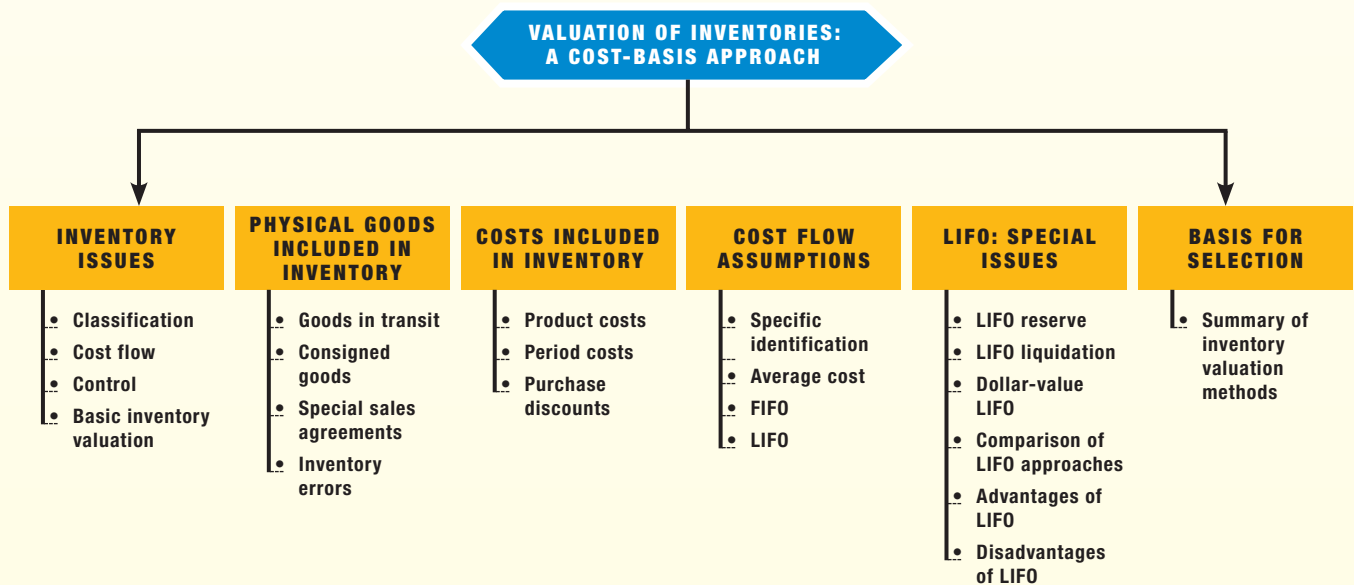 VALUATION OF INVENTORIES:
A COST-BASIS APPROACH
INVENTORY
ISSUES
• Classification
• Cost flow
• Control
• Basic inventory
valuation
PHYSICAL GOODS
INCLUDED IN
INVENTORY
• Goods in transit
• Consigned
goods
• Special sales
agreements
• Inventory
errors
COSTS INCLUDED
IN INVENTORY
• Product costs
• Period costs
• Purchase
discounts
COST FLOW
ASSUMPTIONS
• Specific
identification
• Average cost
• FIFO
• LIFO
LIFO: SPECIAL
ISSUES
• LIFO reserve
• LIFO liquidation
• Dollar-value
LIFO
• Comparison of
LIFO approaches
• Advantages of
LIFO
• Disadvantages
of LIFO
BASIS FOR
SELECTION
• Summary of
inventory
valuation
methods